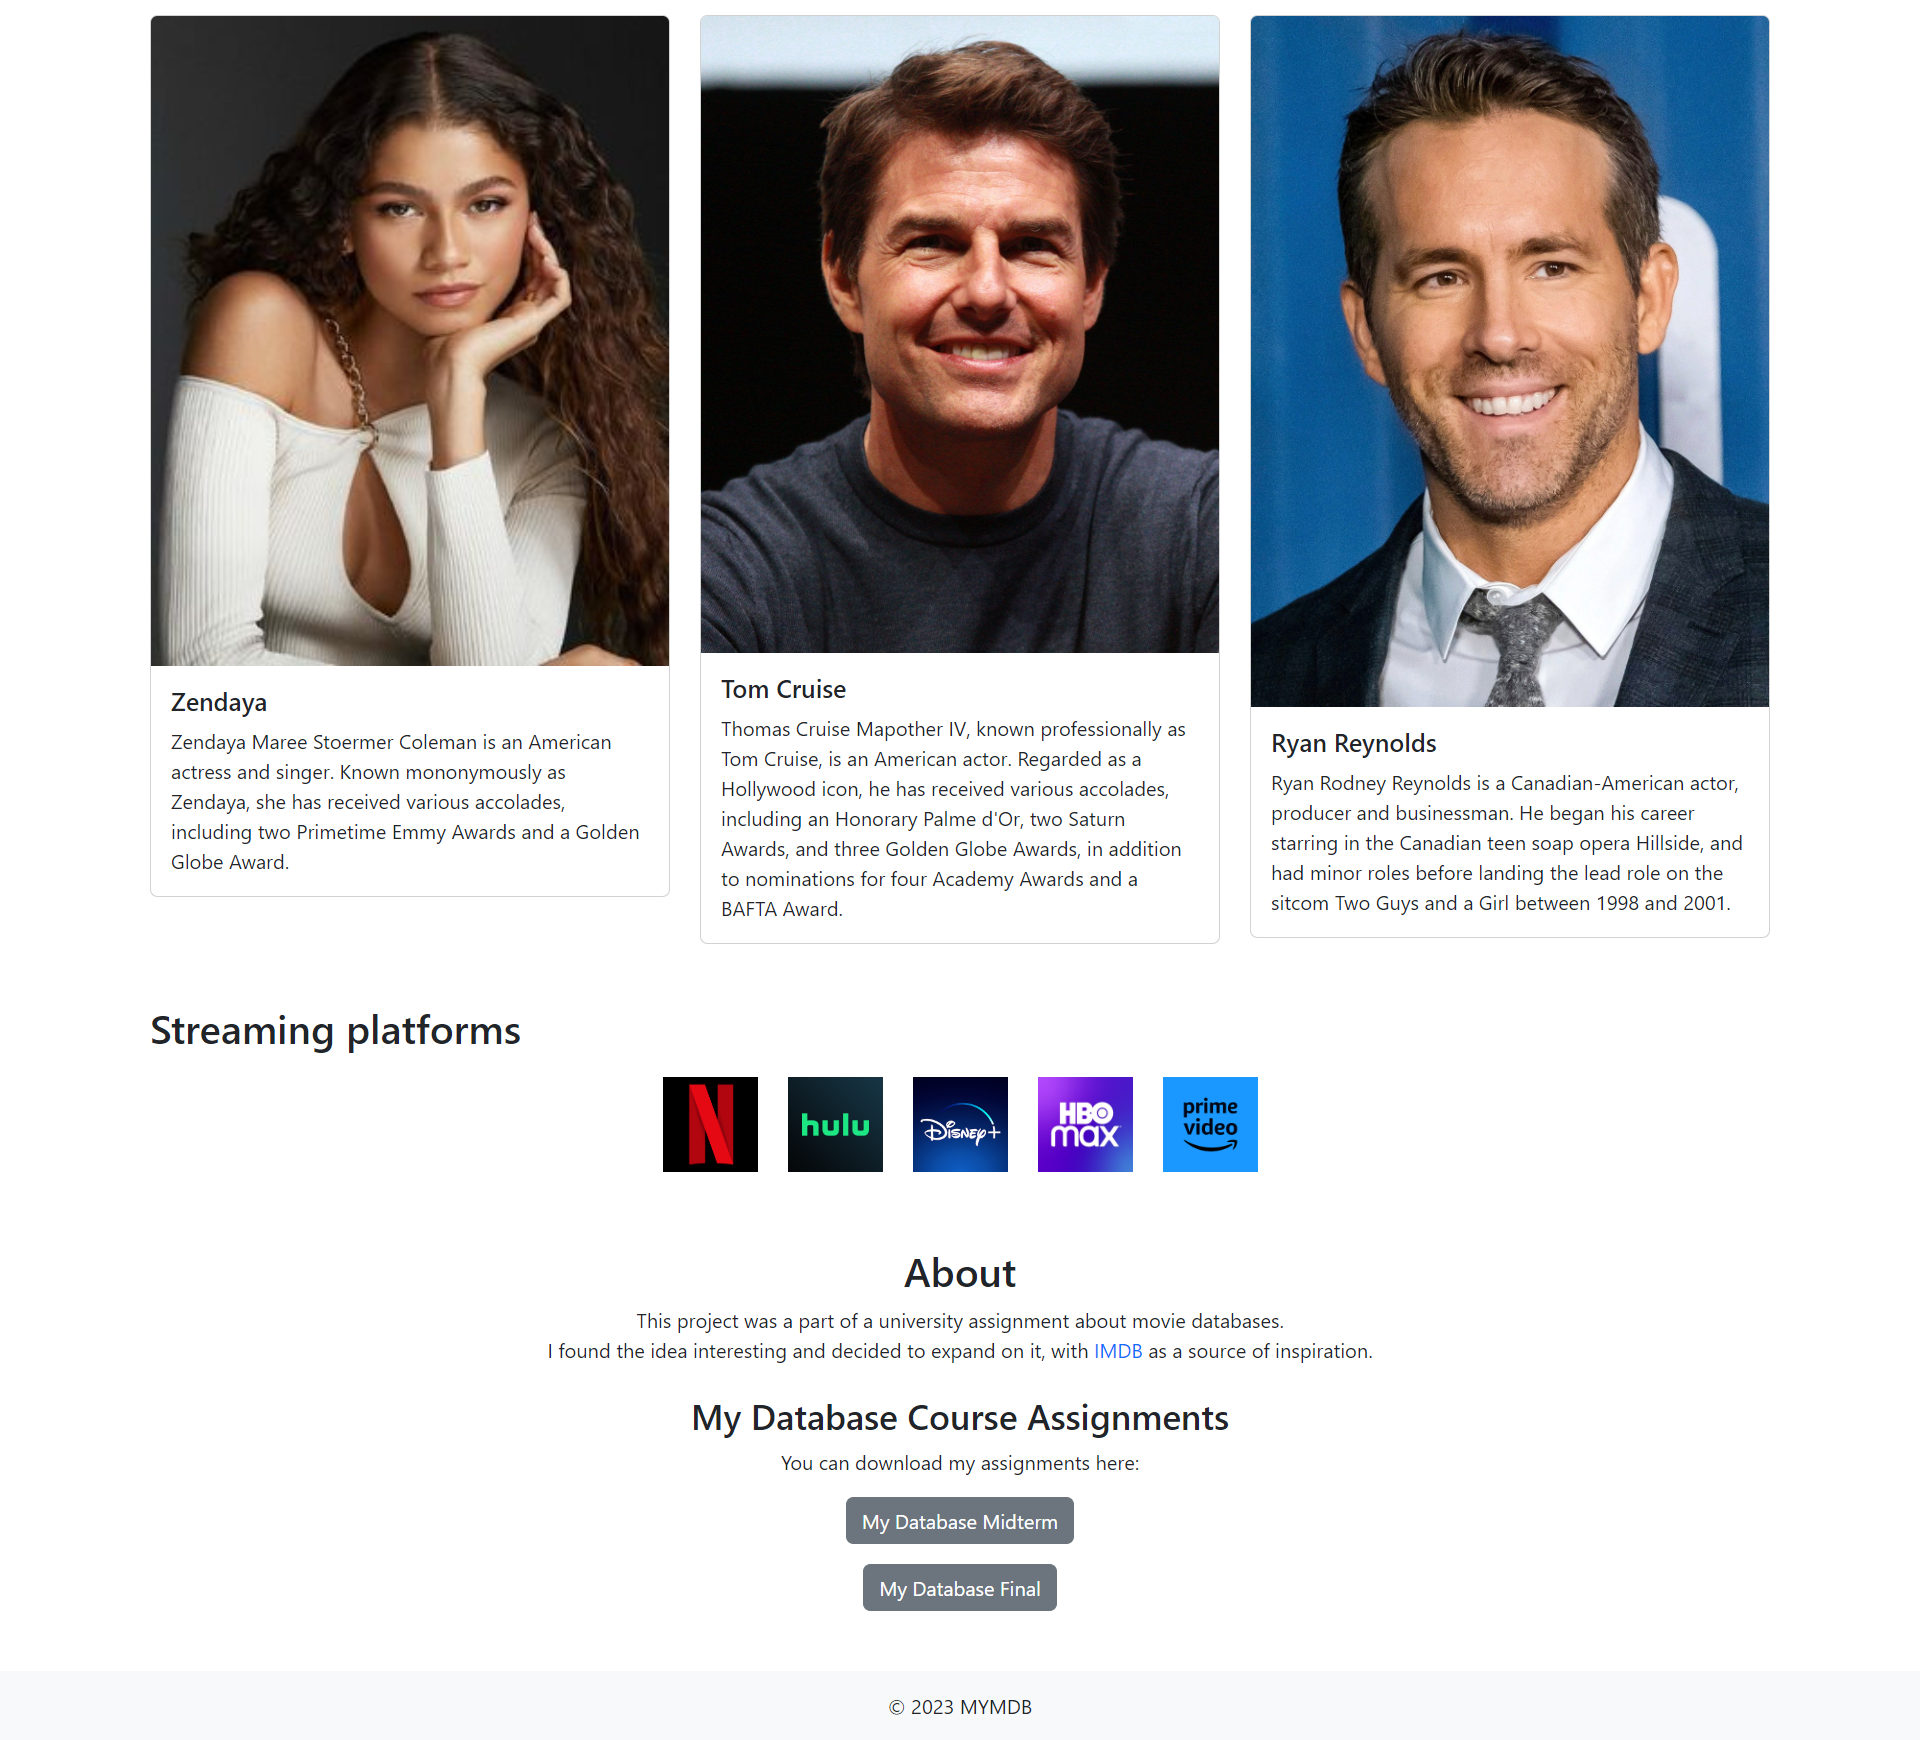 Zendaya
Zendaya Maree Stoermer Coleman is an American
actress and singer. Known mononymously as
Zendaya, she has received various accolades,
including two Primetime Emmy Awards and a Golden
Globe Award.
Tom Cruise
Thomas Cruise Mapother IV, known professionally as
Tom Cruise, is an American actor. Regarded as a
Hollywood icon, he has received various accolades,
including an Honorary Palme d'Or, two Saturn
Awards, and three Golden Globe Awards, in addition
to nominations for four Academy Awards and a
BAFTA Award.
Ryan Reynolds
Ryan Rodney Reynolds is a Canadian-American actor,
producer and businessman. He began his career
starring in the Canadian teen soap opera Hillside, and
had minor roles before landing the lead role on the
sitcom Two Guys and a Girl between 1998 and 2001.
Streaming platforms
N
hulu
Disney+
HBO
max
prime
video
About
This project was a part of a university assignment about movie databases.
I found the idea interesting and decided to expand on it, with IMDB as a source of inspiration.
My Database Course Assignments
You can download my assignments here:
My Database Midterm
My Database Final
© 2023 MYMDB